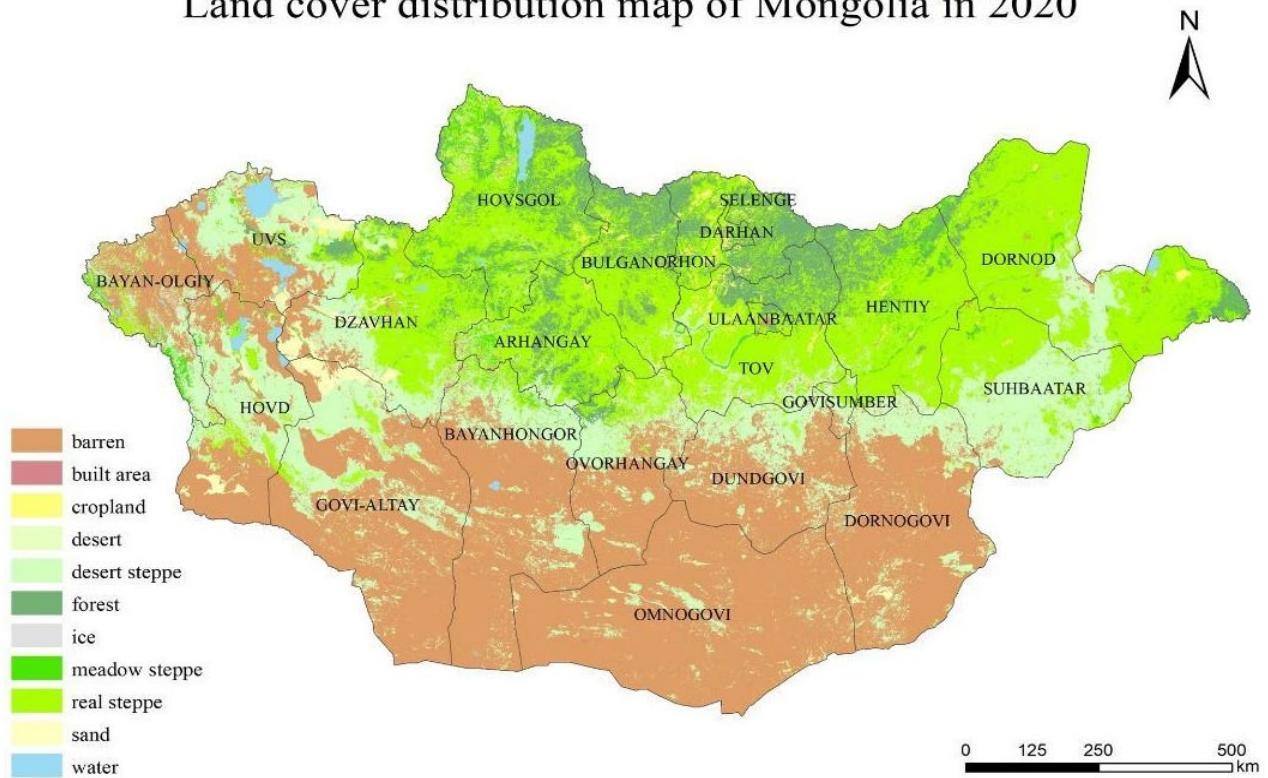 Land cover distribution map of Mongolia in 2020
N
HOVSGOL
SELENGE
DARHAN
UVS
BULGAN
ORHON
DORNOD
BAYAN-OLGIY
HENTIY
DZAVHAN
ULAANBAATAR
ARHANGAY
TOV
SUHBAATAR
GOVISUMBER
HOVD
BAYANHONGOR
OVORHANGAY
DUNDGOVI
GOVI-ALTAY
DORNOGOVI
OMNOGOVI
barren
built area
cropland
desert
desert steppe
forest
ice
meadow steppe
real steppe
sand
water
0 125 250 500
km